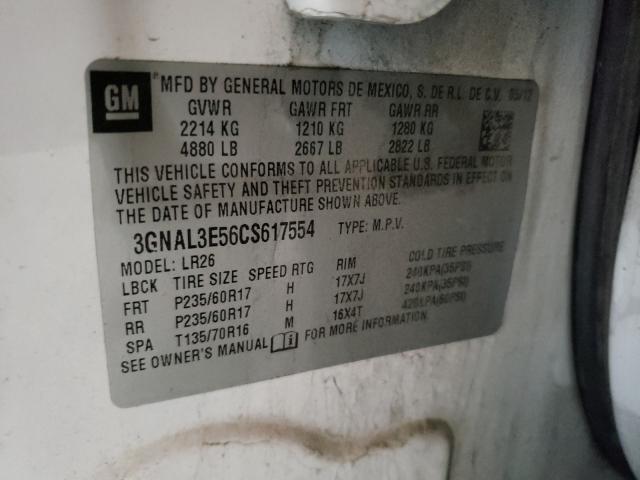 GM
MFD BY GENERAL MOTORS DE MEXICO, S. DE R.L. DE C.V. 05/12
GVWR GAWR FRT GAWR RR
2214 KG 1210 KG 1280 KG
4880 LB 2667 LB 2822 LB
THIS VEHICLE CONFORMS TO ALL APPLICABLE U.S. FEDERAL MOTOR
VEHICLE SAFETY AND THEFT PREVENTION STANDARDS IN EFFECT ON
THE DATE OF MANUFACTURE SHOWN ABOVE.
3GNAL3E56CS617554 TYPE: M.P.V.
MODEL: LR26
LBCK TIRE SIZE SPEED RTG RIM COLD TIRE PRESSURE
FRT P235/60R17 H 17X7J 240KPA(35PSI)
RR P235/60R17 H 17X7J 240KPA(35PSI)
SPA T135/70R16 M 16X4T 420KPA(60PSI)
SEE OWNER'S MANUAL FOR MORE INFORMATION.